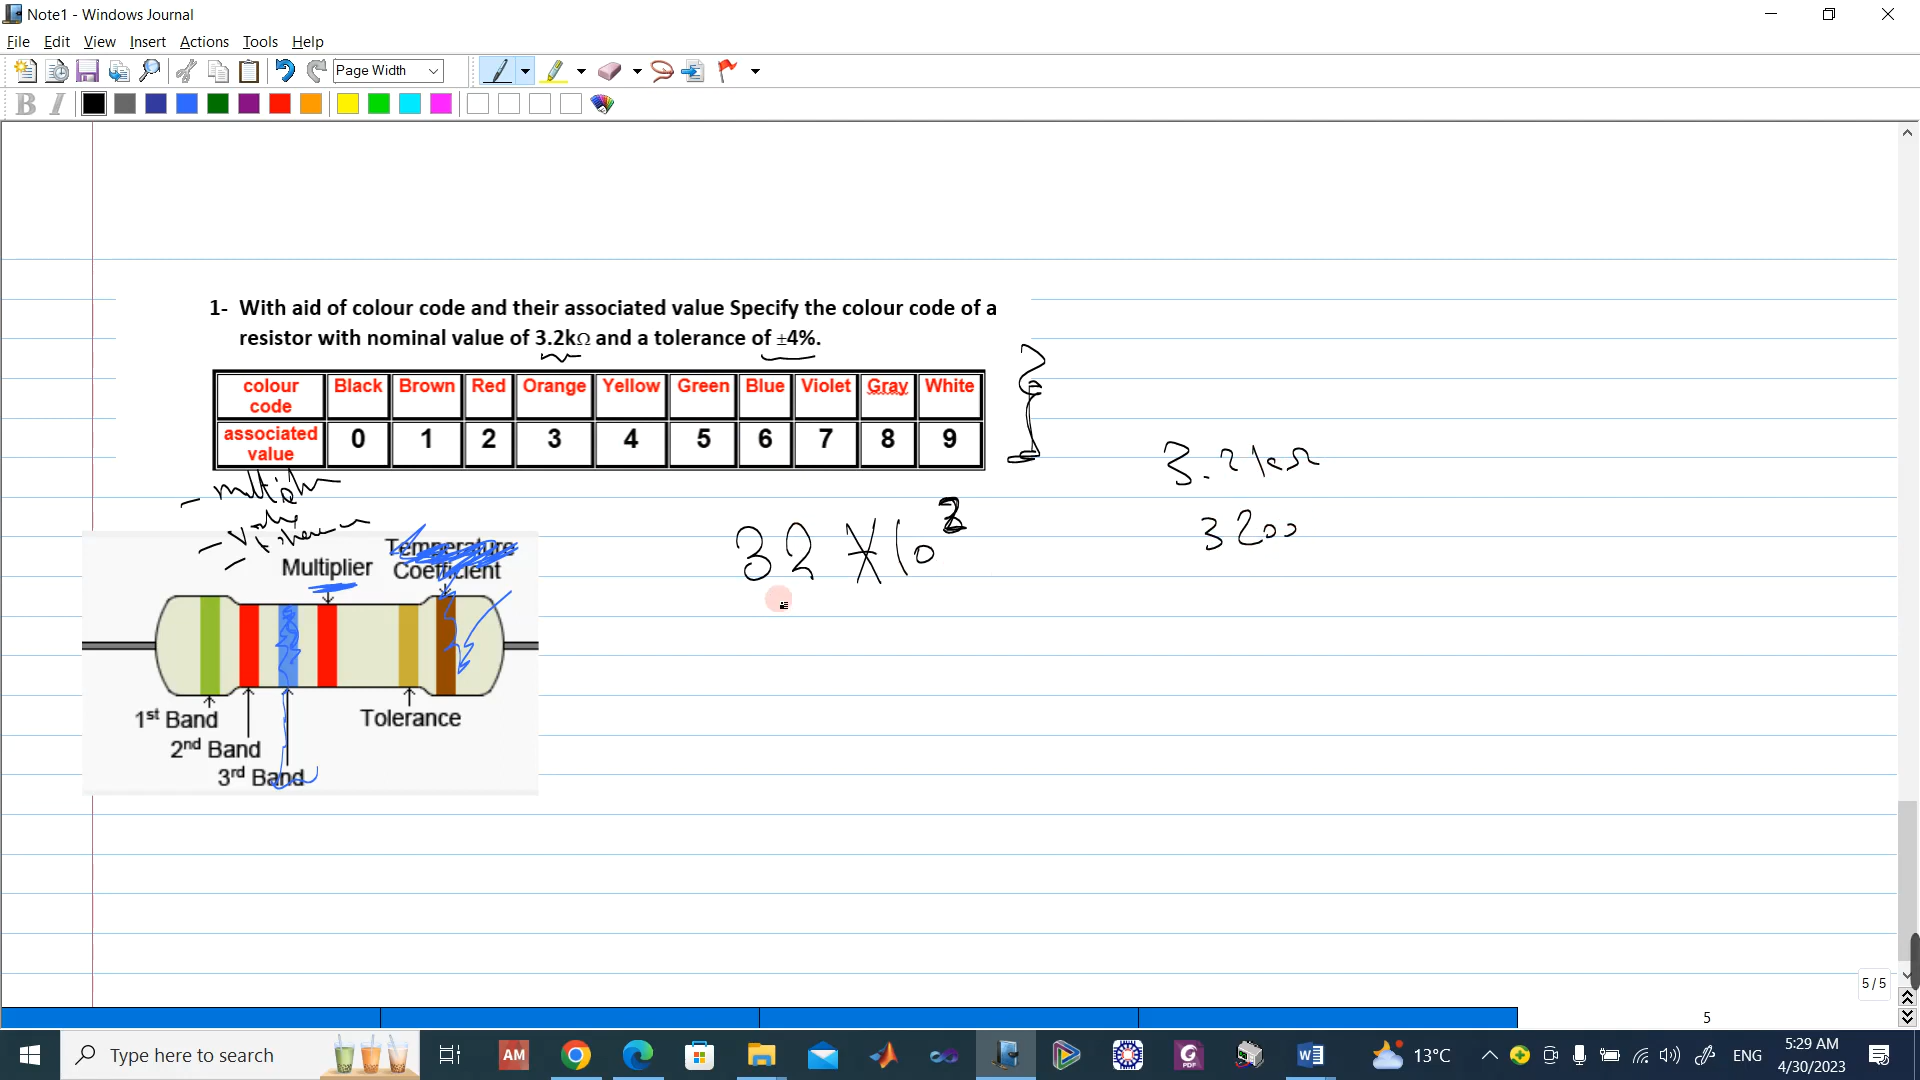 Note1 - Windows Journal
File Edit View Insert Actions Tools Help
Page Width
B I
1- With aid of colour code and their associated value Specify the colour code of a
resistor with nominal value of 3.2kΩ and a tolerance of ±4%.
colour code Black Brown Red Orange Yellow Green Blue Violet Gray White
associated value 0 1 2 3 4 5 6 7 8 9
3.2kΩ
3200
32 * 10²
Temperature
Multiplier Coefficient
1st Band Tolerance
2nd Band
3rd Band
5 / 5
5
Type here to search
AM
13°C
ENG
5:29 AM
4/30/2023